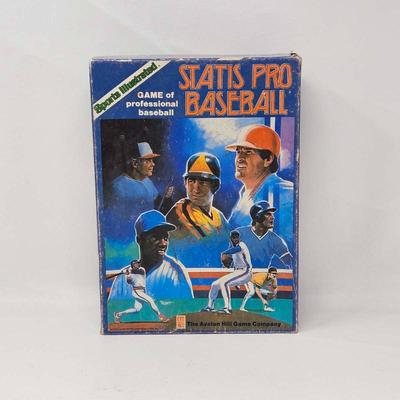 Sports Illustrated
STATIS PRO
BASEBALL
GAME of
professional
baseball
The Avalon Hill Game Company